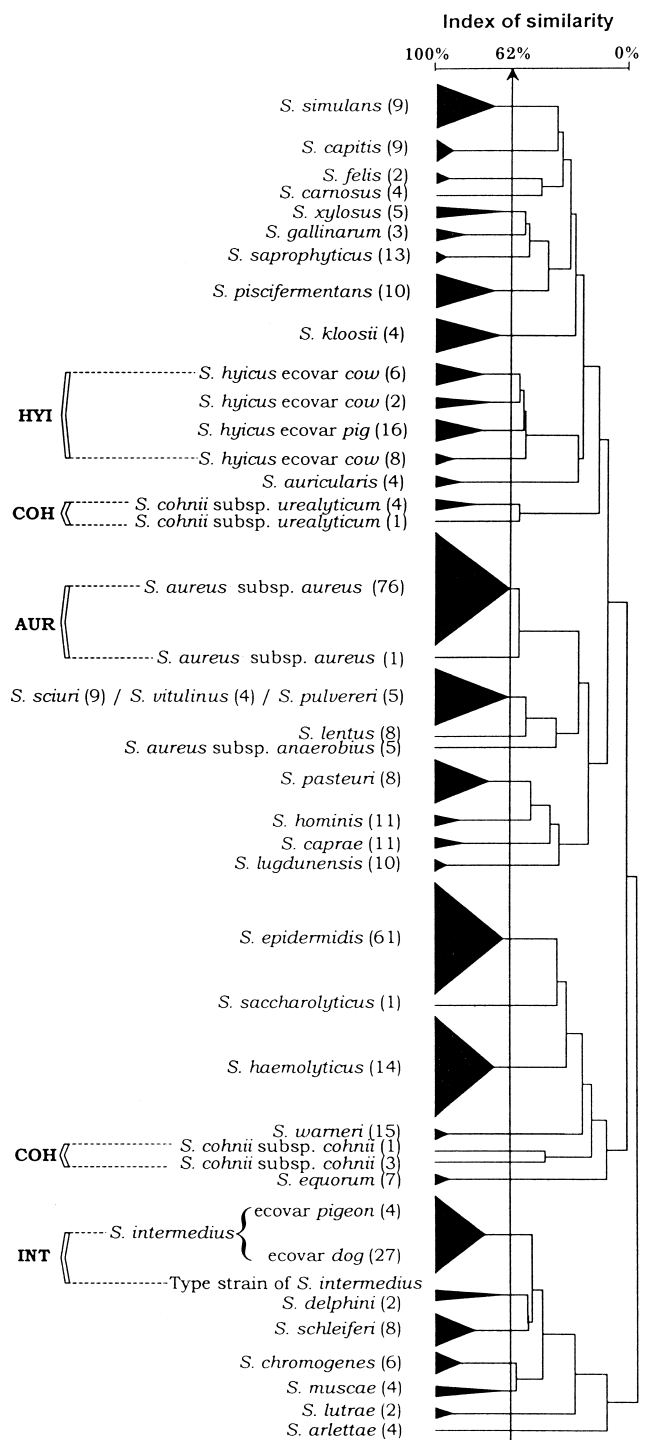 Index of similarity
100% 62% 0%
S. simulans (9)
S. capitis (9)
S. felis (2)
S. carnosus (4)
S. xylosus (5)
S. gallinarum (3)
S. saprophyticus (13)
S. piscifermentans (10)
S. kloosii (4)
S. hyicus ecovar cow (6)
S. hyicus ecovar cow (2)
HYI
S. hyicus ecovar pig (16)
S. hyicus ecovar cow (8)
S. auricularis (4)
S. cohnii subsp. urealyticum (4)
COH
S. cohnii subsp. urealyticum (1)
S. aureus subsp. aureus (76)
AUR
S. aureus subsp. aureus (1)
S. sciuri (9) / S. vitulinus (4) / S. pulvereri (5)
S. lentus (8)
S. aureus subsp. anaerobius (5)
S. pasteuri (8)
S. hominis (11)
S. caprae (11)
S. lugdunensis (10)
S. epidermidis (61)
S. saccharolyticus (1)
S. haemolyticus (14)
S. warneri (15)
S. cohnii subsp. cohnii (1)
COH
S. cohnii subsp. cohnii (3)
S. equorum (7)
ecovar pigeon (4)
S. intermedius
INT
ecovar dog (27)
Type strain of S. intermedius
S. delphini (2)
S. schleiferi (8)
S. chromogenes (6)
S. muscae (4)
S. lutrae (2)
S. arlettae (4)